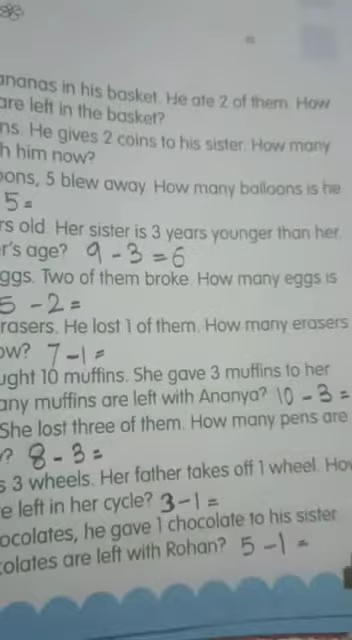 ananas in his basket. He ate 2 of them. How
are left in the basket?
ns. He gives 2 coins to his sister. How many
h him now?
oons, 5 blew away. How many balloons is he
5 =
rs old. Her sister is 3 years younger than her.
r's age? 9 - 3 = 6
ggs. Two of them broke. How many eggs is
5 - 2 =
rasers. He lost 1 of them. How many erasers
ow? 7 - 1 =
ught 10 muffins. She gave 3 muffins to her
any muffins are left with Ananya? 10 - 3 =
She lost three of them. How many pens are
? 8 - 3 =
s 3 wheels. Her father takes off 1 wheel. How
e left in her cycle? 3 - 1 =
ocolates, he gave 1 chocolate to his sister
colates are left with Rohan? 5 - 1 =